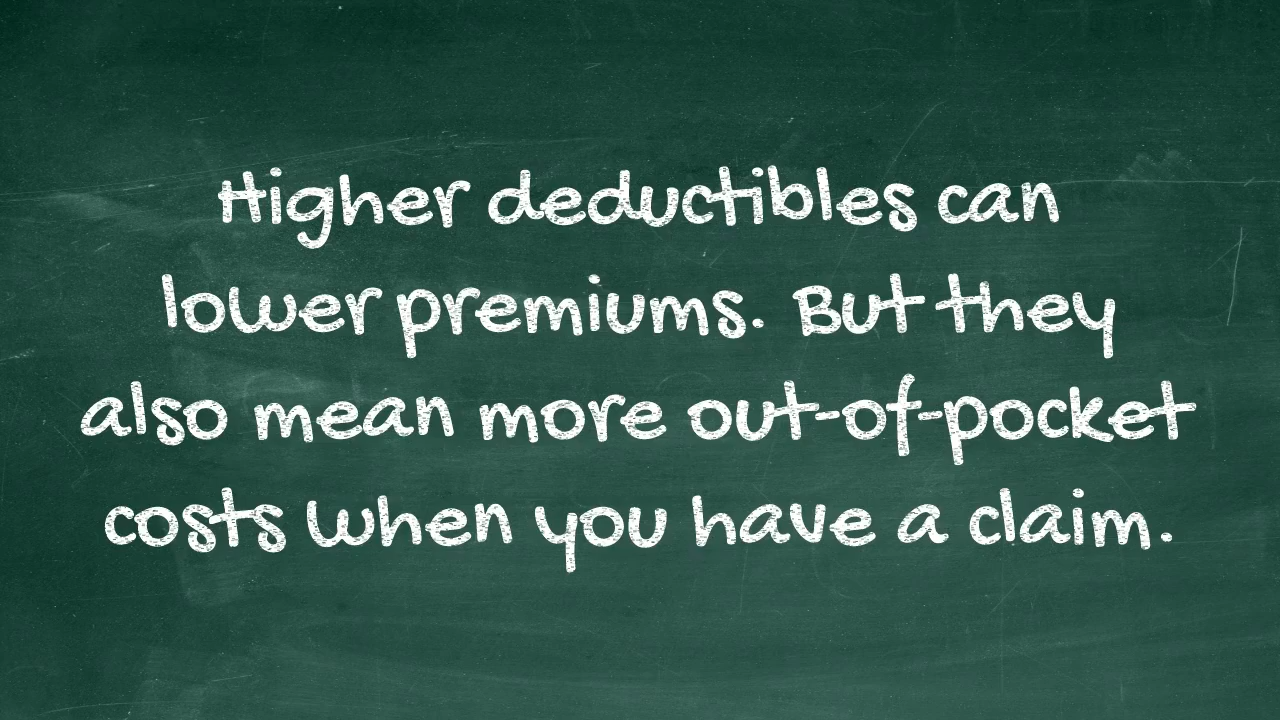 Higher deductibles can
lower premiums. But they
also mean more out-of-pocket
costs when you have a claim.